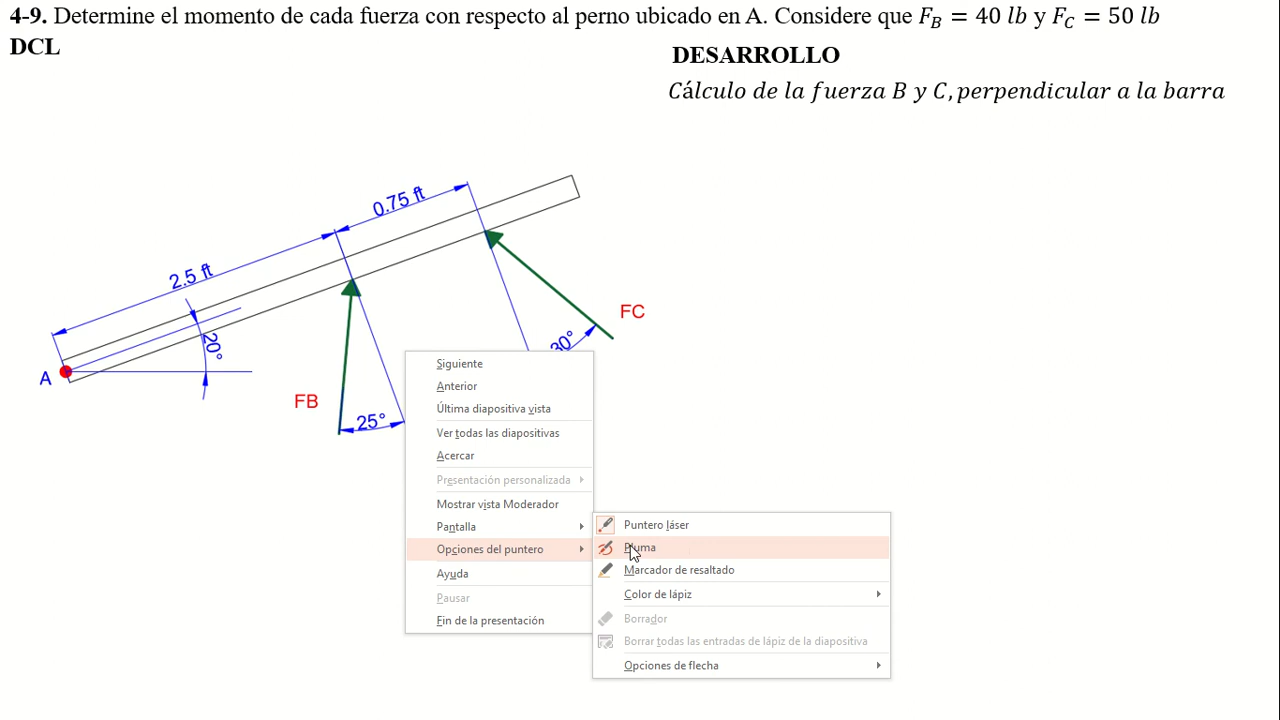 4-9. Determine el momento de cada fuerza con respecto al perno ubicado en A. Considere que F_B = 40 lb y F_C = 50 lb
DCL
DESARROLLO
Cálculo de la fuerza B y C, perpendicular a la barra
0.75 ft
2.5 ft
FC
20°
30°
A
FB
25°
Siguiente
Anterior
Última diapositiva vista
Ver todas las diapositivas
Acercar
Presentación personalizada
Mostrar vista Moderador
Pantalla
Opciones del puntero
Ayuda
Pausar
Fin de la presentación
Puntero láser
Pluma
Marcador de resaltado
Color de lápiz
Borrador
Borrar todas las entradas de lápiz de la diapositiva
Opciones de flecha